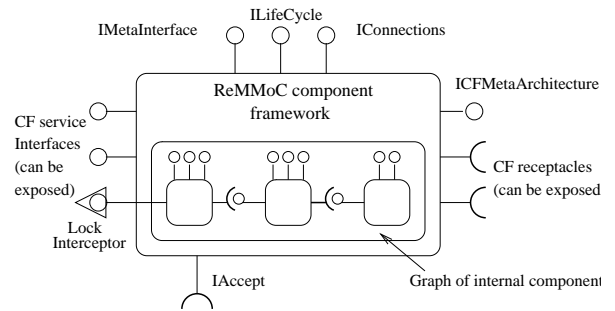 ILifeCycle
IMetaInterface
IConnections
ReMMoC component
framework
ICFMetaArchitecture
CF service
Interfaces
(can be
exposed)
CF receptacles
(can be exposed
Lock
Interceptor
IAccept
Graph of internal component